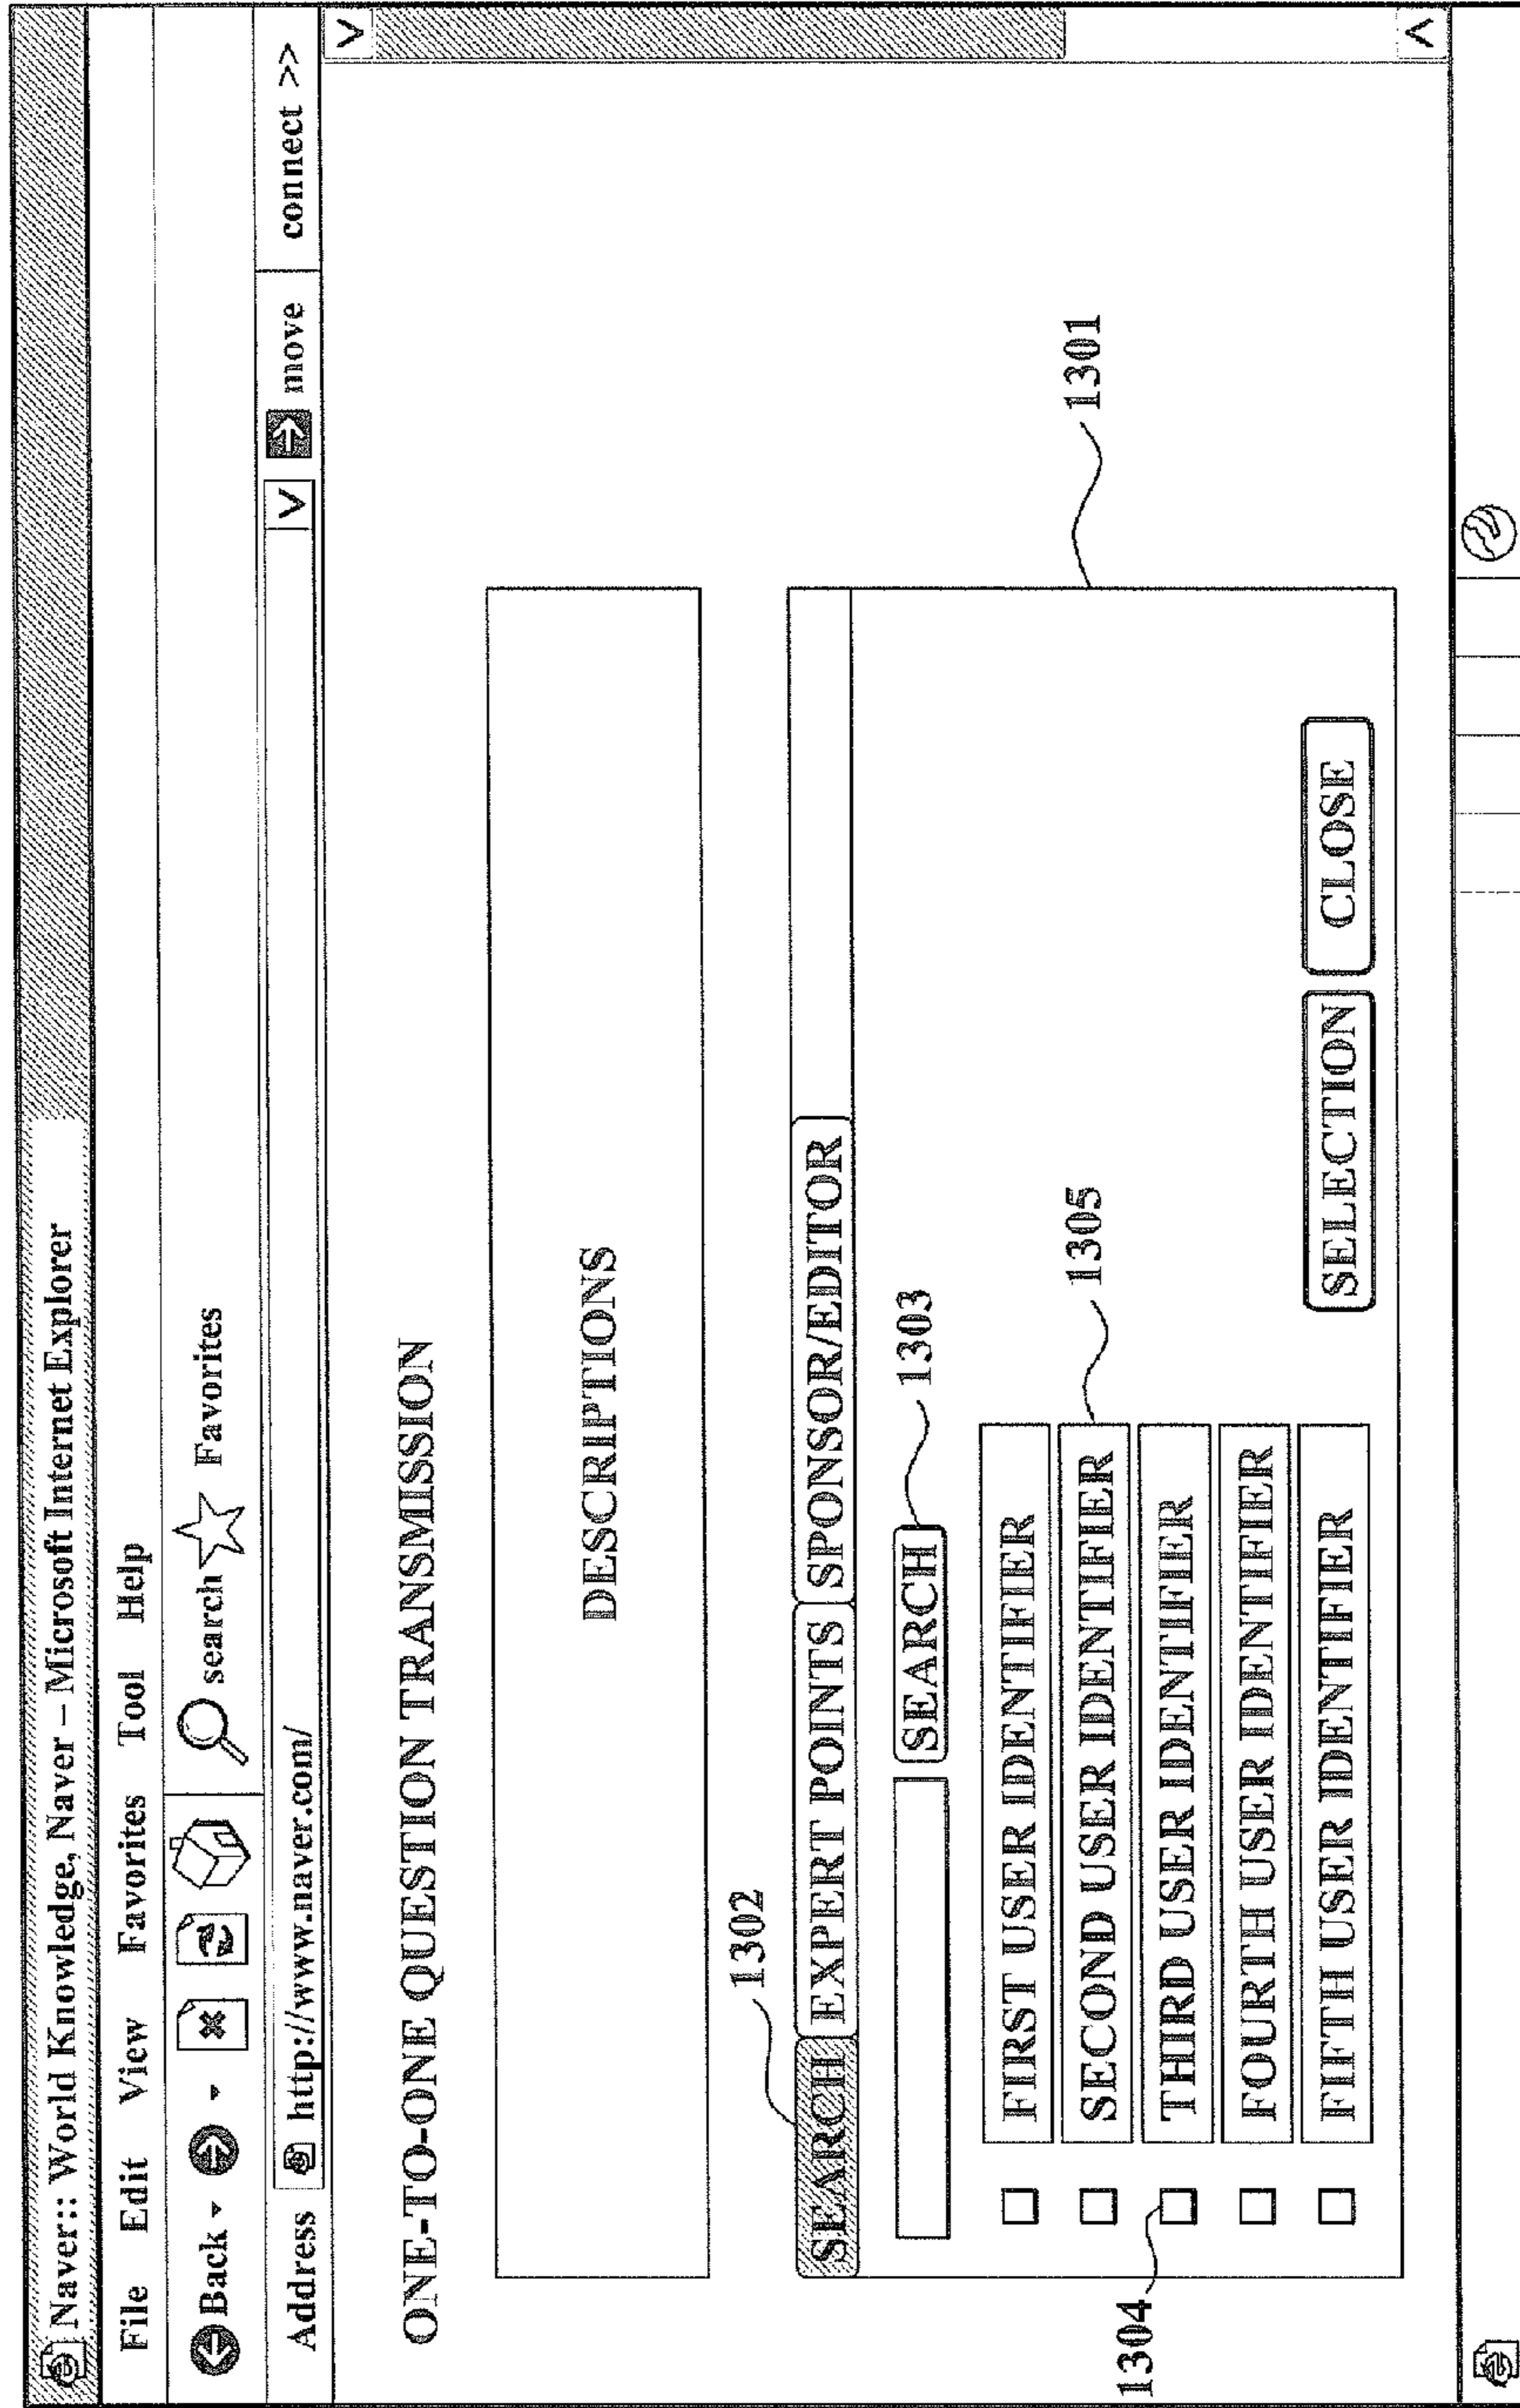 Naver:: World Knowledge, Naver – Microsoft Internet Explorer
File Edit View Favorites Tool Help
Back search Favorites
Address http://www.naver.com/ move connect >>
ONE-TO-ONE QUESTION TRANSMISSION
DESCRIPTIONS
1302
SEARCH EXPERT POINTS SPONSOR/EDITOR
SEARCH 1303
FIRST USER IDENTIFIER
SECOND USER IDENTIFIER 1305
1301
THIRD USER IDENTIFIER
1304
FOURTH USER IDENTIFIER
FIFTH USER IDENTIFIER
SELECTION CLOSE